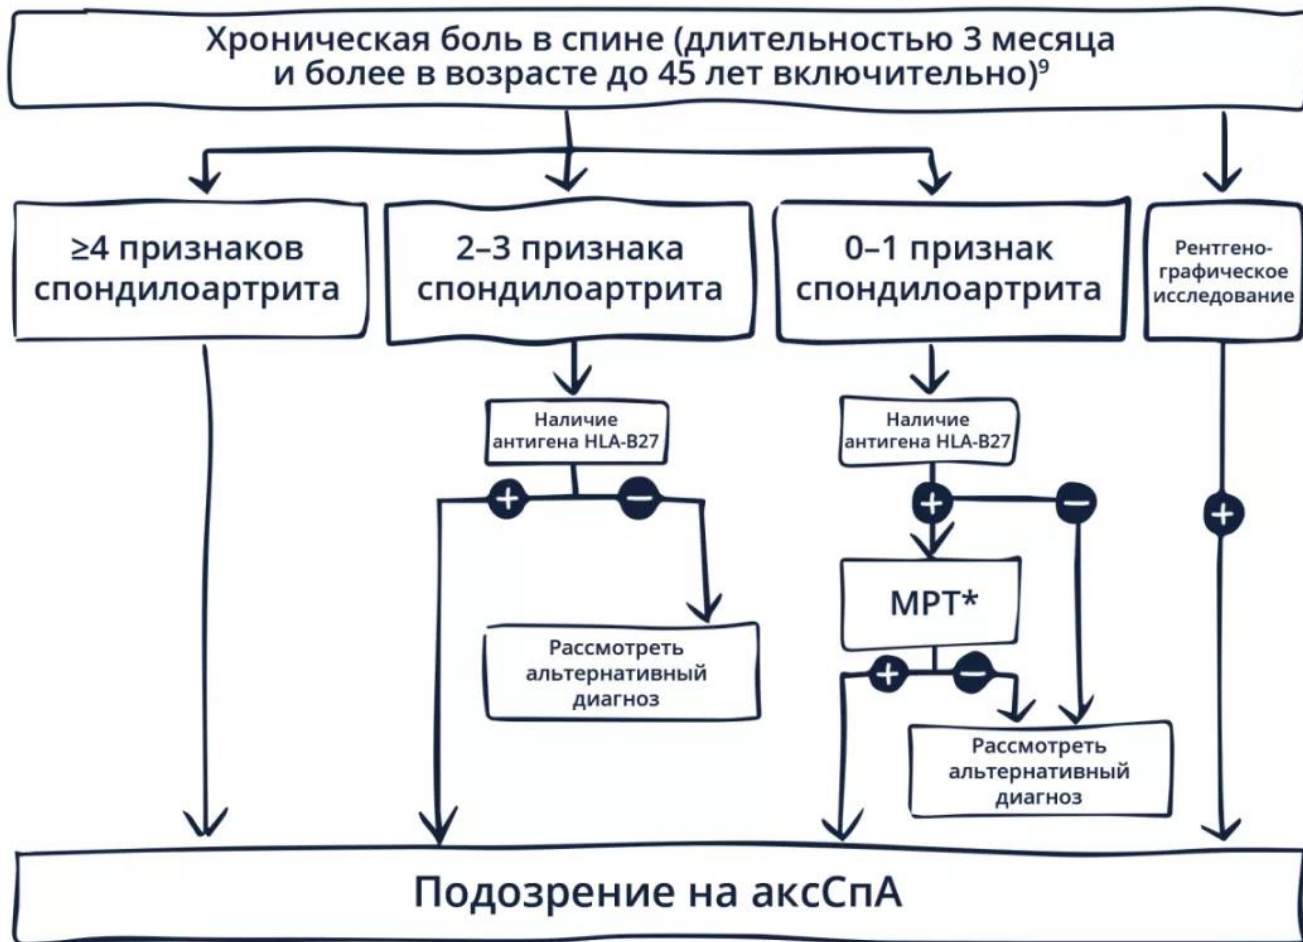 Хроническая боль в спине (длительностью 3 месяца
и более в возрасте до 45 лет включительно)⁹
≥4 признаков
спондилоартрита
2–3 признака
спондилоартрита
0–1 признак
спондилоартрита
Рентгено-
графическое
исследование
Наличие
антигена HLA-B27
Наличие
антигена HLA-B27
+
−
+
−
+
МРТ*
Рассмотреть
альтернативный
диагноз
+
−
Рассмотреть
альтернативный
диагноз
Подозрение на аксСпА